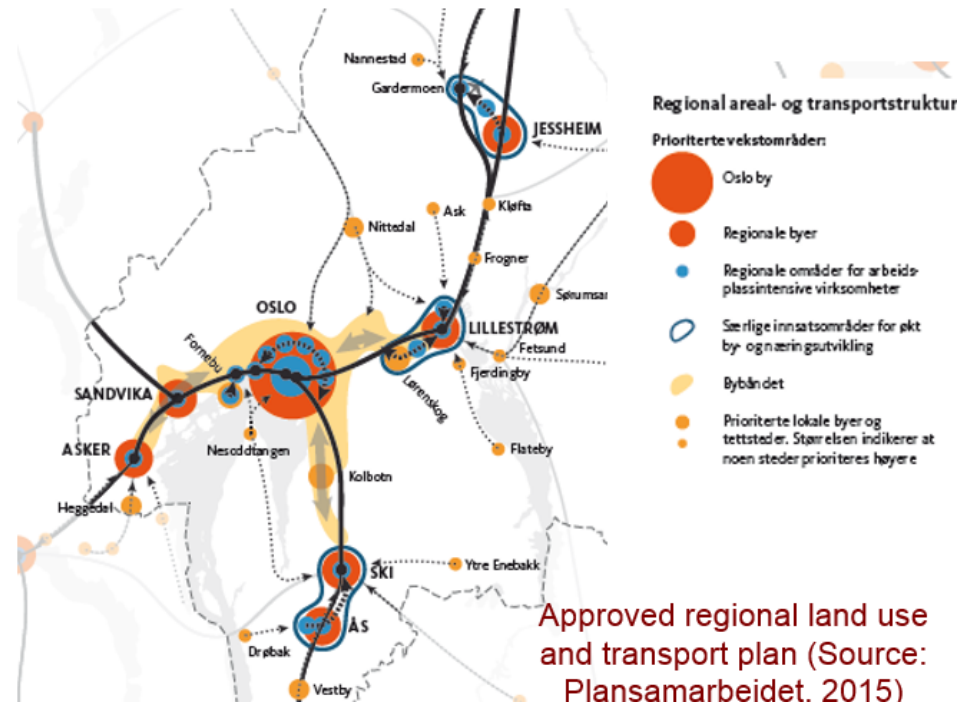 Nannestad
Gardermoen
JESSHEIM
Ask
Kløfta
Nittedal
Frogner
OSLO
LILLESTRØM
Fornebu
Fetsund
Fjerdingby
Lørenskog
SANDVIKA
ASKER
Nesoddtangen
Flateby
Kolbotn
Heggedal
SKI
Ytre Enebakk
ÅS
Drøbak
Vestby
Regional areal- og transportstruktur
Prioriterte vekstområder:
Oslo by
Regionale byer
Regionale områder for arbeids-
plassintensive virksomheter
Særlige innsatsområder for økt
by- og næringsutvikling
Bybåndet
Prioriterte lokale byer og
tettsteder. Størrelsen indikerer at
noen steder prioriteres høyere
Approved regional land use
and transport plan (Source:
Plansamarbeidet, 2015)